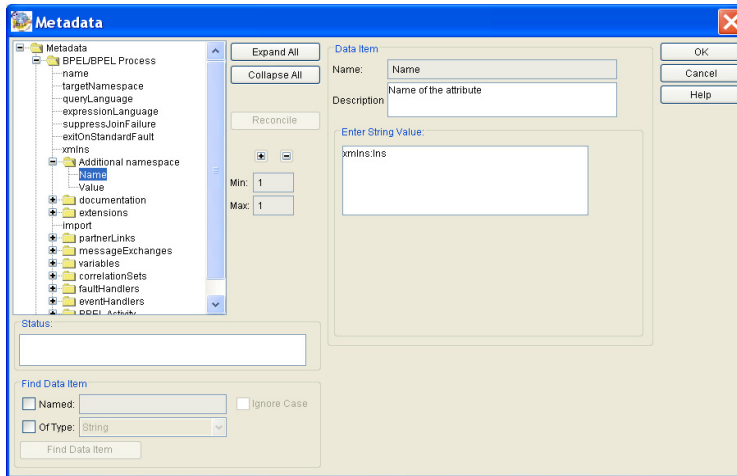 Metadata
Metadata
BPEL/BPEL Process
name
targetNamespace
queryLanguage
expressionLanguage
suppressJoinFailure
exitOnStandardFault
xmlns
Additional namespace
Name
Value
documentation
extensions
import
partnerLinks
messageExchanges
variables
correlationSets
faultHandlers
eventHandlers
BPEL Activity
Expand All
Collapse All
Reconcile
Min: 1
Max: 1
Data Item
Name: Name
Description Name of the attribute
Enter String Value:
xmlns:lns
OK
Cancel
Help
Status:
Find Data Item
Named:
Ignore Case
Of Type: String
Find Data Item